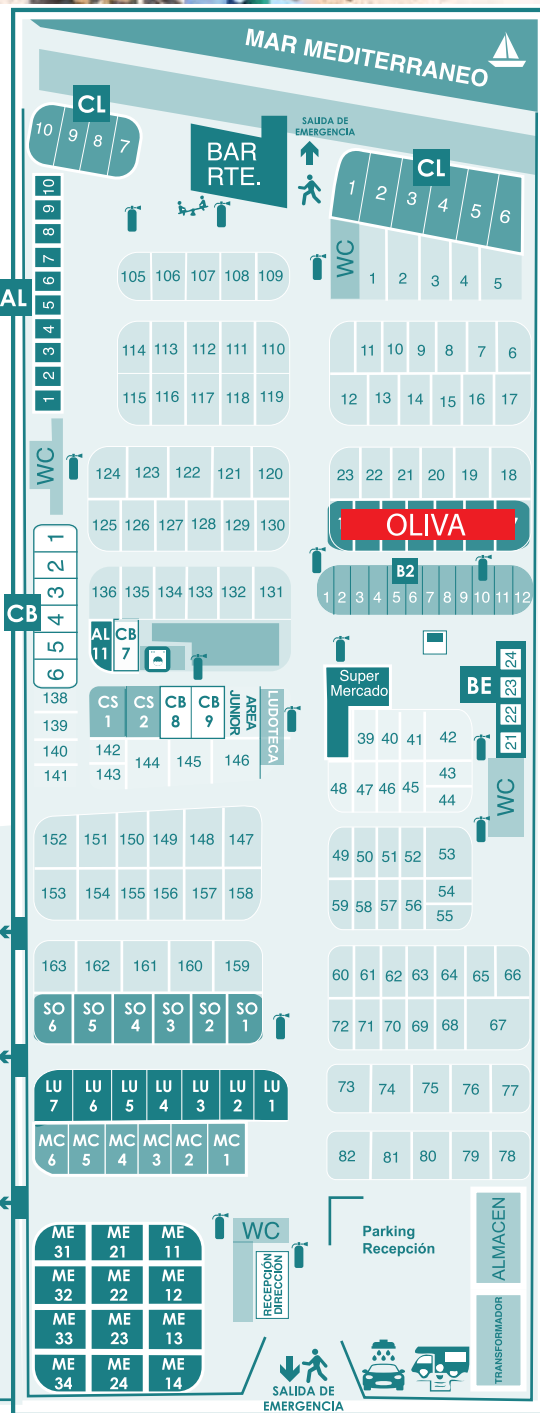 MAR MEDITERRANEO
CL
10 9 8 7
BAR
RTE.
SALIDA DE
EMERGENCIA
CL
1 2 3 4 5 6
WC
1 2 3 4 5
AL
10
9
8
7
6
5
4
3
2
1
105 106 107 108 109
114 113 112 111 110
115 116 117 118 119
11 10 9 8 7 6
12 13 14 15 16 17
WC
124 123 122 121 120
125 126 127 128 129 130
23 22 21 20 19 18
OLIVA
B2
1 2 3 4 5 6 7 8 9 10 11 12
CB
1
2
3
4
5
6
136 135 134 133 132 131
AL
11
CB
7
138
139
140
141
CS
1
CS
2
CB
8
CB
9
AREA
JUNIOR
LUDOTECA
142
143
144 145 146
Super
Mercado
BE
24
23
22
21
WC
39 40 41 42
43
44
48 47 46 45
152 151 150 149 148 147
153 154 155 156 157 158
49 50 51 52 53
54
55
59 58 57 56
163 162 161 160 159
SO
6
SO
5
SO
4
SO
3
SO
2
SO
1
60 61 62 63 64 65 66
72 71 70 69 68 67
LU
7
LU
6
LU
5
LU
4
LU
3
LU
2
LU
1
MC
6
MC
5
MC
4
MC
3
MC
2
MC
1
73 74 75 76 77
82 81 80 79 78
ME
31
ME
21
ME
11
ME
32
ME
22
ME
12
ME
33
ME
23
ME
13
ME
34
ME
24
ME
14
WC
RECEPCIÓN
DIRECCION
Parking
Recepción
ALMACEN
TRANSFORMADOR
SALIDA DE
EMERGENCIA